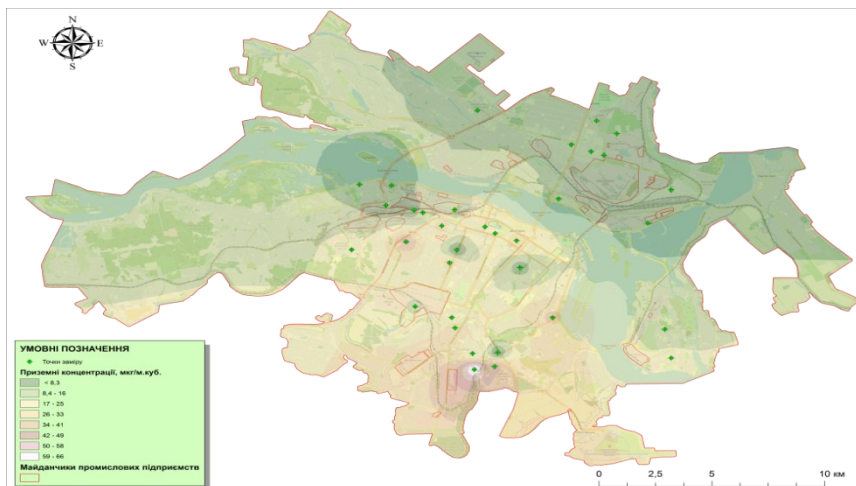 N
W E
S
УМОВНІ ПОЗНАЧЕННЯ
Точки заміру
Приземні концентрації, мкг/м.куб.
< 8,3
8,4 - 16
17 - 25
26 - 33
34 - 41
42 - 49
50 - 58
59 - 66
Майданчики промислових підприємств
0 2,5 5 10 км